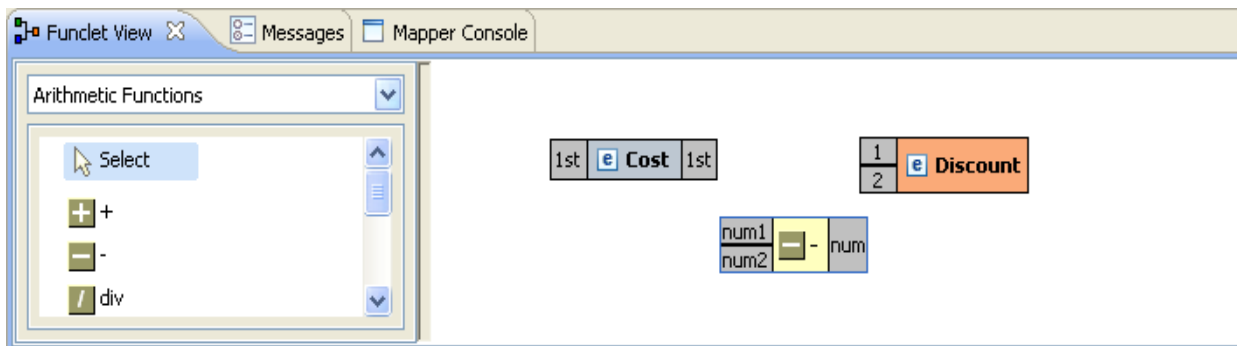 Funclet View Messages Mapper Console
Arithmetic Functions
Select
+
-
div
1st e Cost 1st
1
2
e Discount
num1
num2
- num